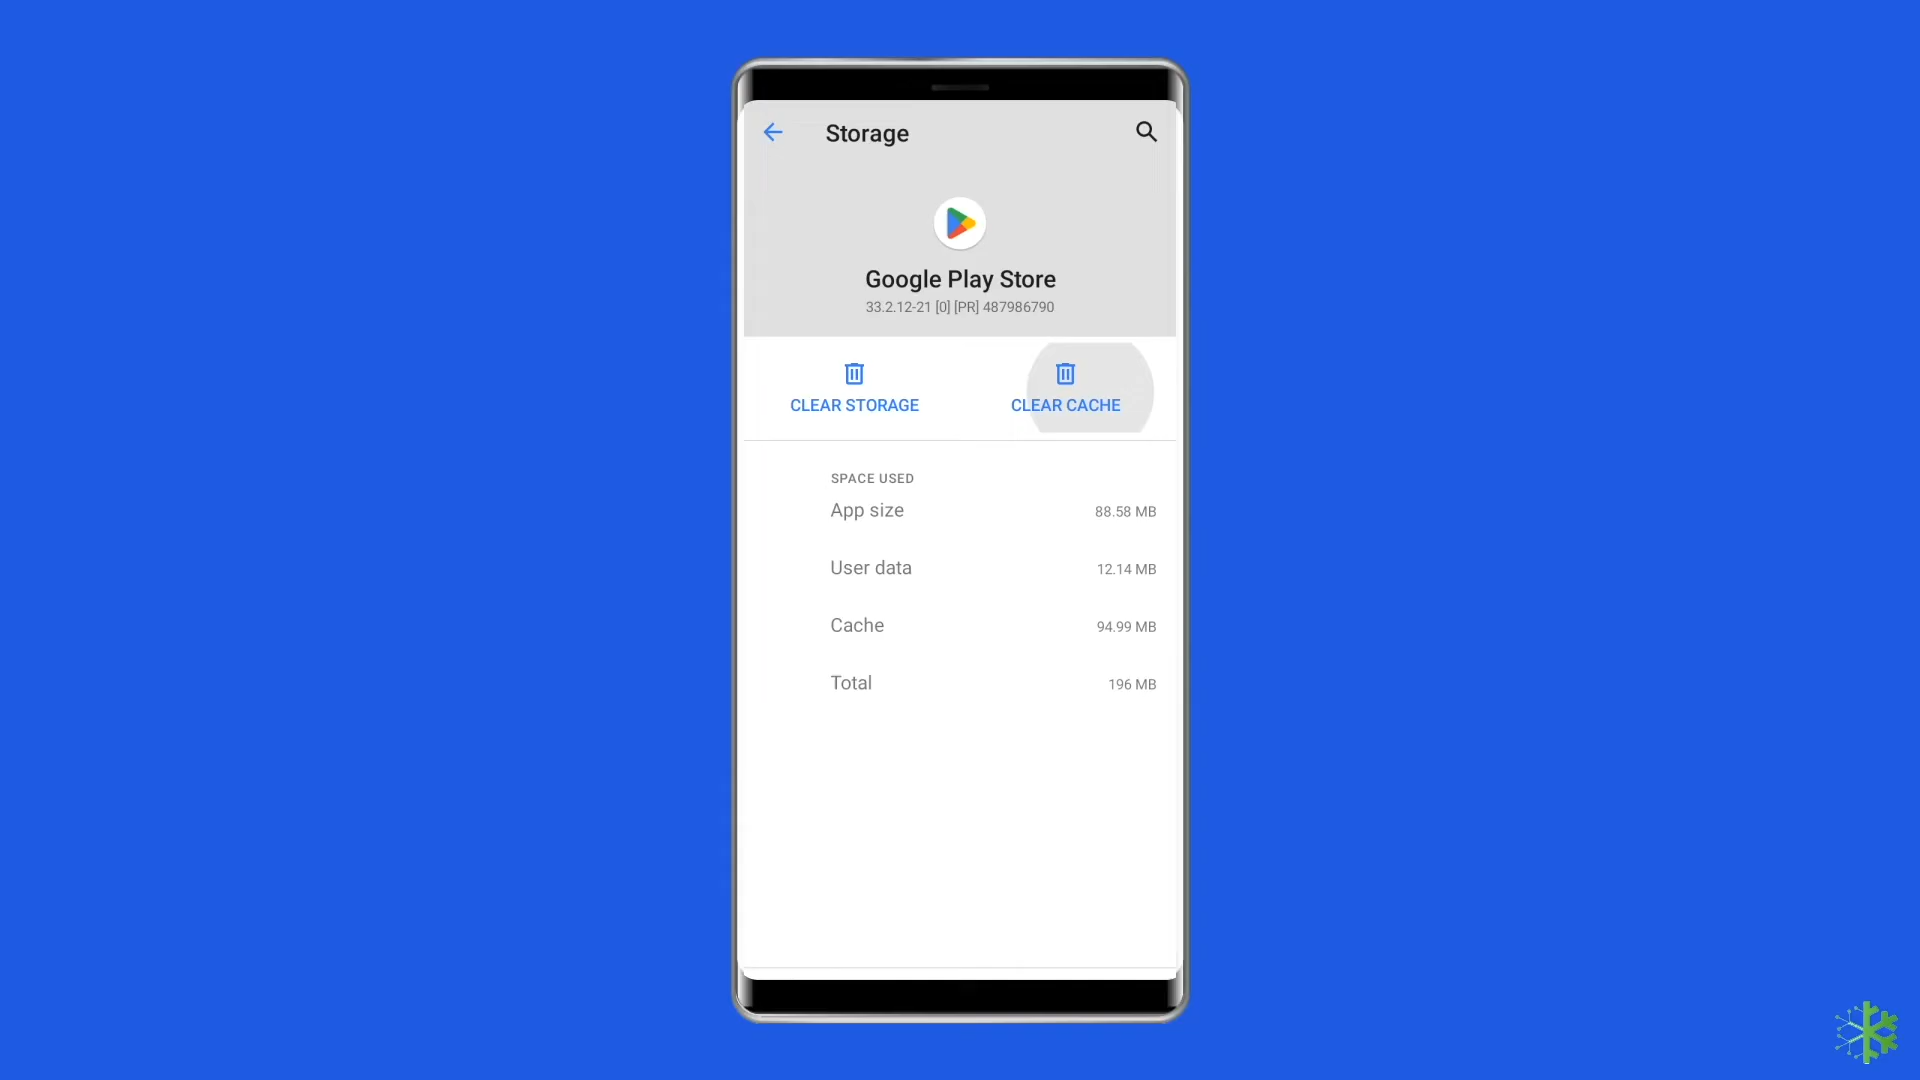 Storage
Google Play Store
33.2.12-21 [0] [PR] 487986790
CLEAR STORAGE
CLEAR CACHE
SPACE USED
App size
88.58 MB
User data
12.14 MB
Cache
94.99 MB
Total
196 MB